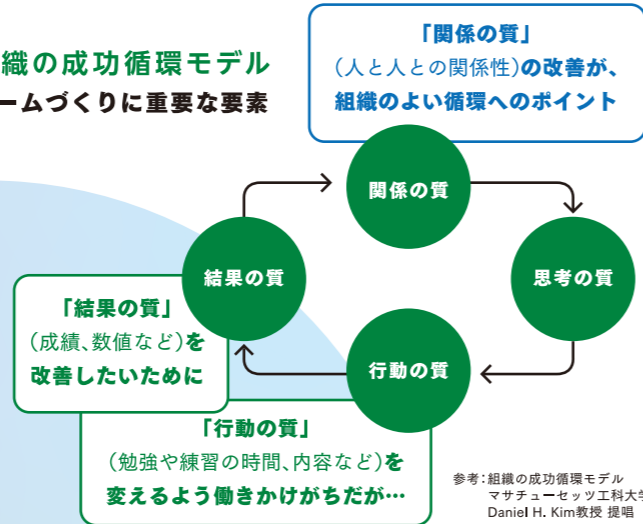 織の成功循環モデル
ームづくりに重要な要素
「関係の質」
(人と人との関係性)の改善が、
組織のよい循環へのポイント
関係の質
思考の質
行動の質
結果の質
「結果の質」
(成績、数値など)を
改善したいために
「行動の質」
(勉強や練習の時間、内容など)を
変えるよう働きかけがちだが…
参考:組織の成功循環モデル
マサチューセッツ工科大学
Daniel H. Kim教授 提唱